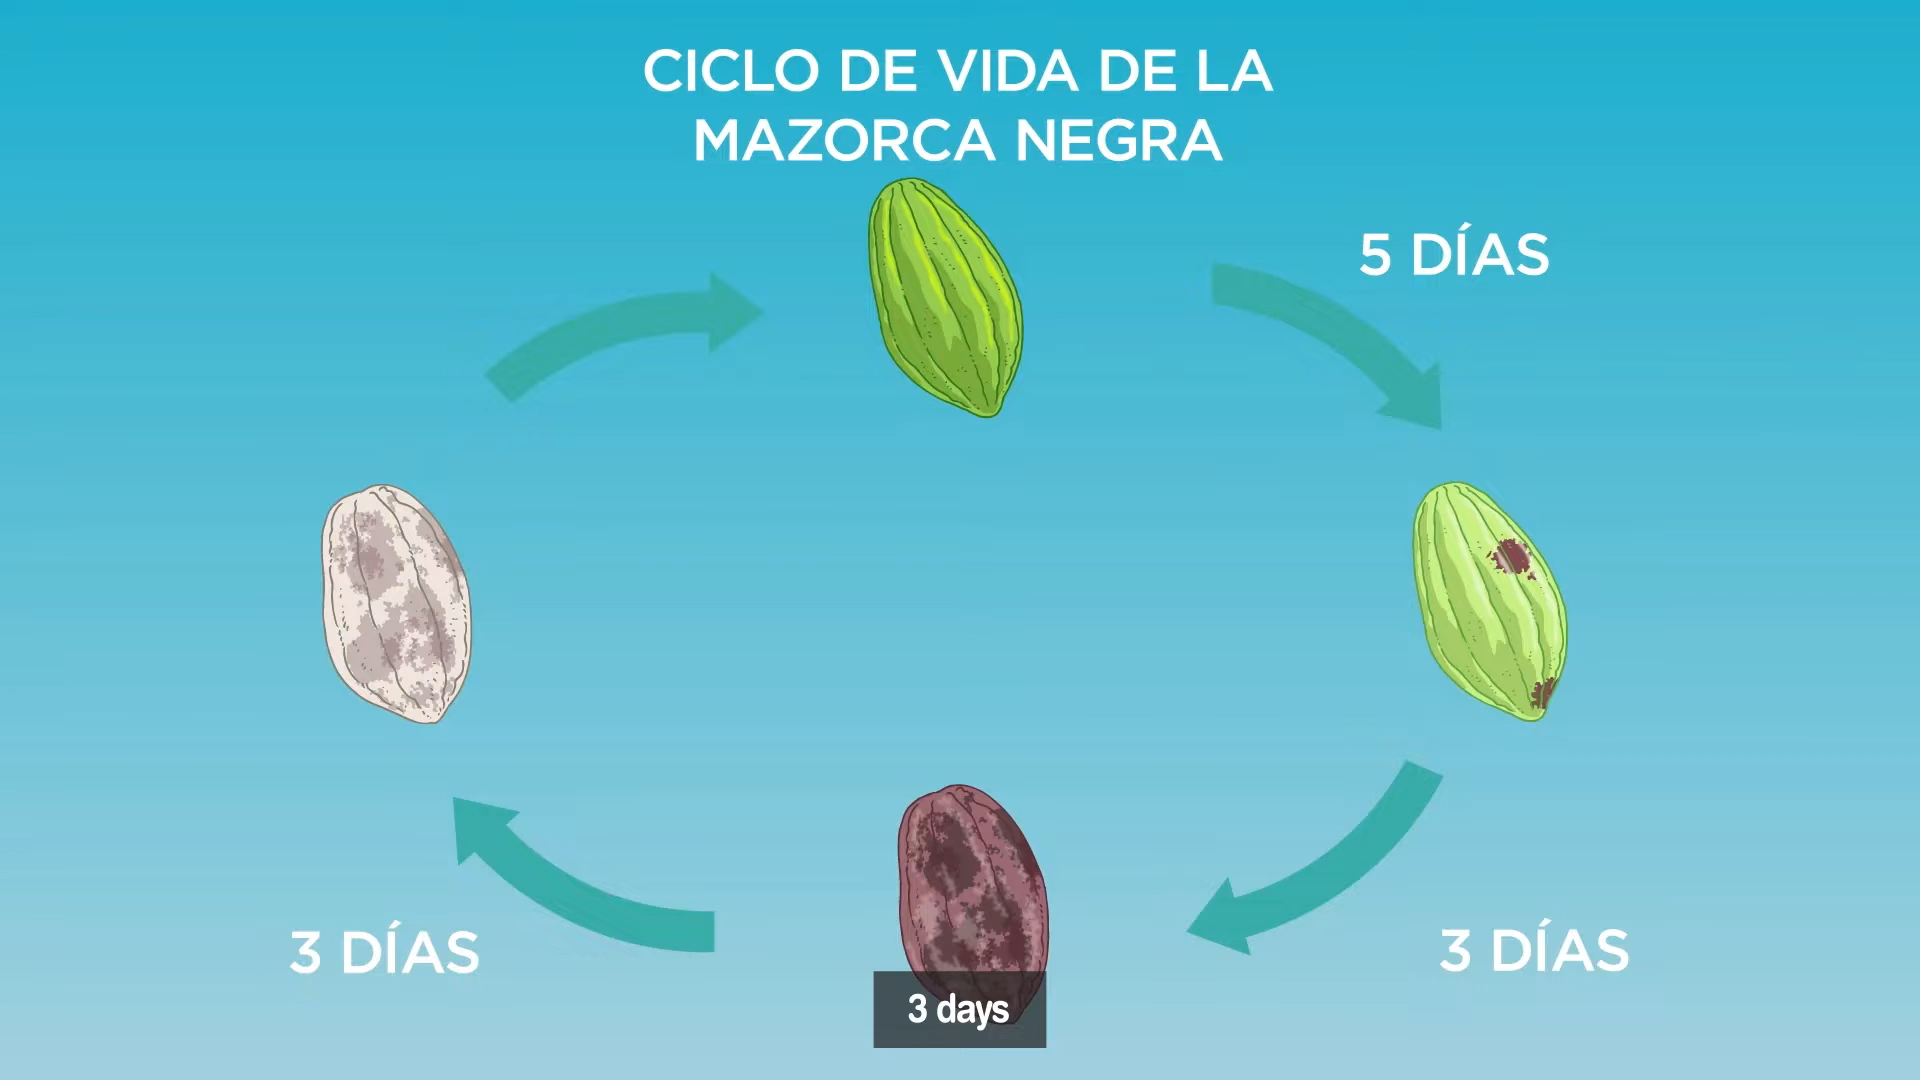 CICLO DE VIDA DE LA
MAZORCA NEGRA
5 DÍAS
3 DÍAS
3 DÍAS
3 days